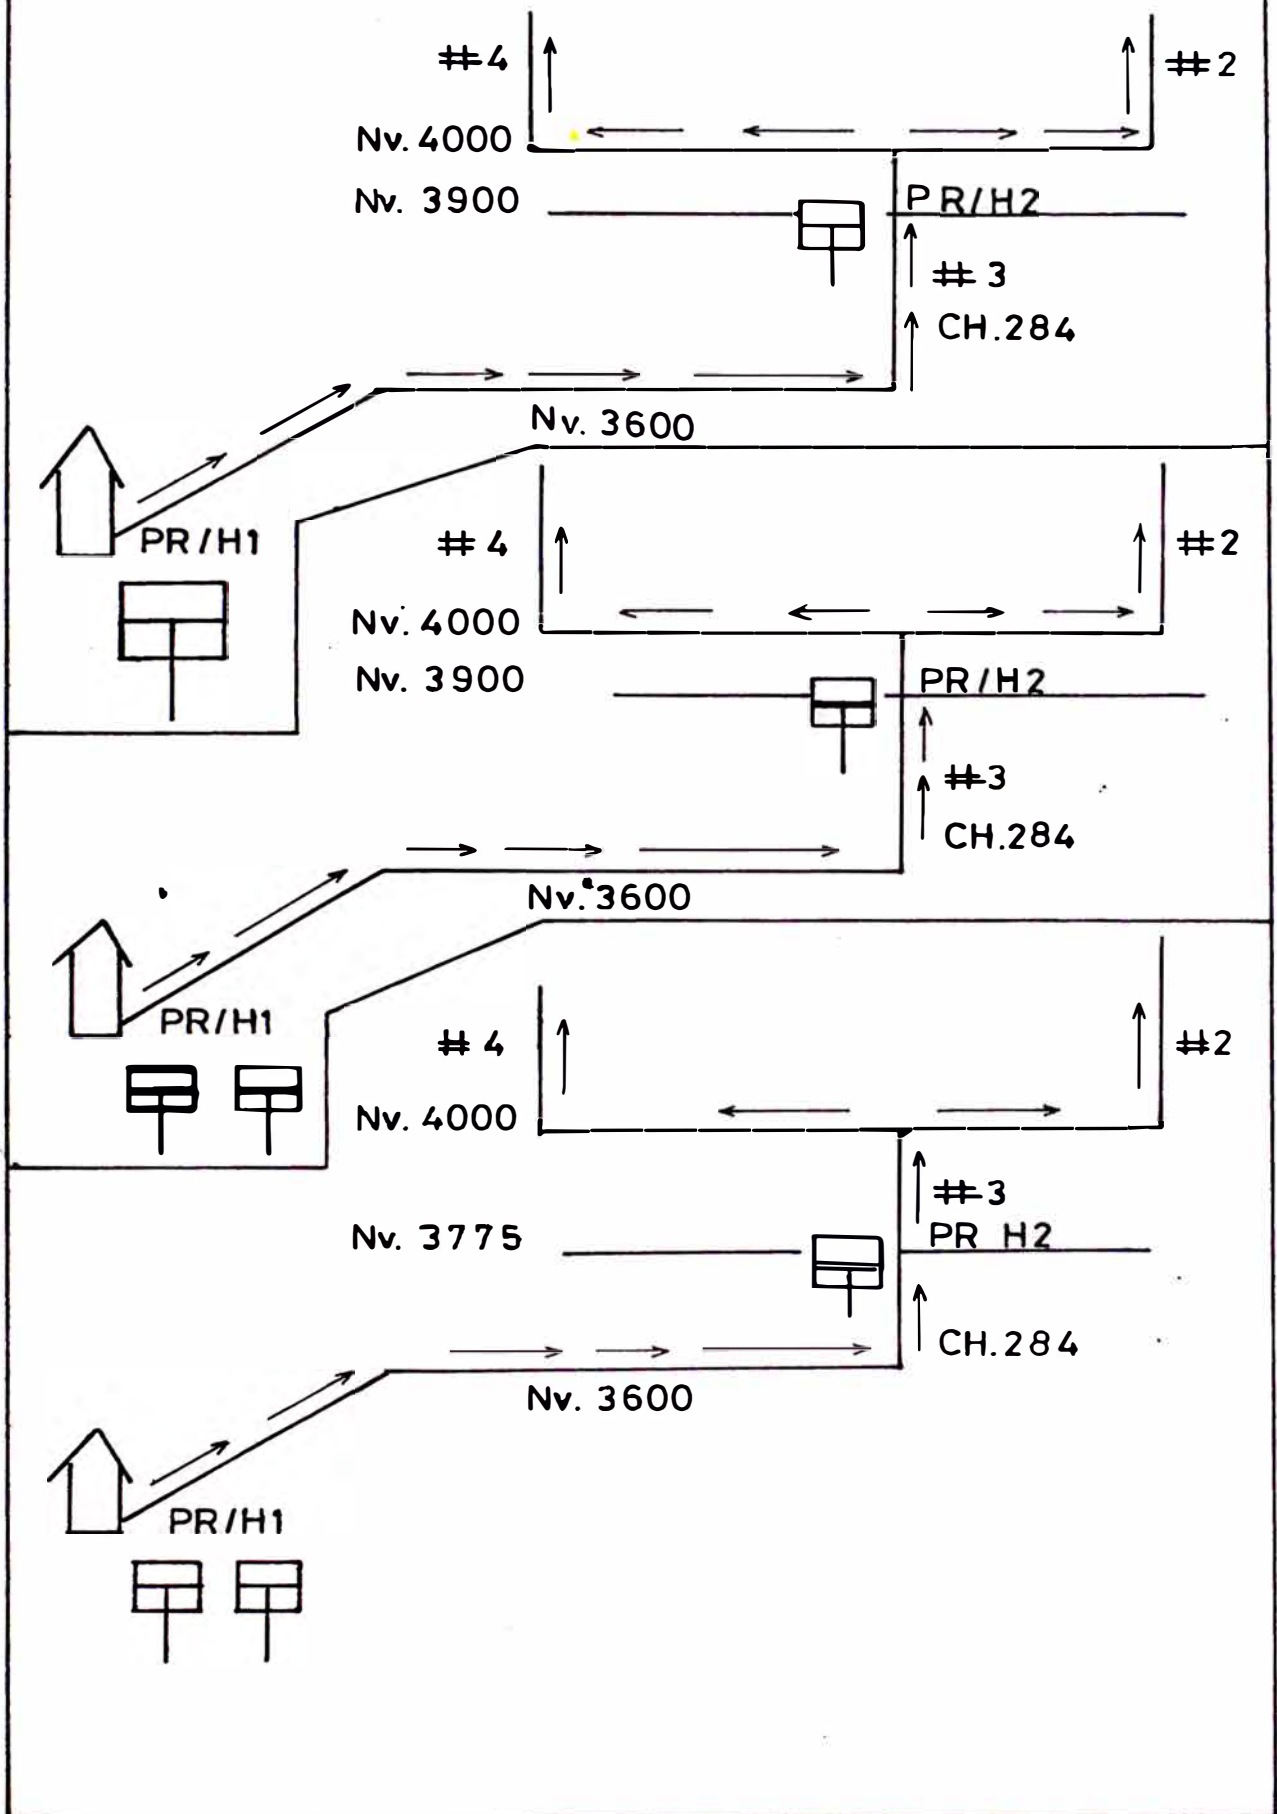 #4 #2
Nv. 4000
Nv. 3900 PR/H2
#3
CH.284
Nv. 3600
PR/H1
#4 #2
Nv. 4000
Nv. 3900 PR/H2
#3
CH.284
Nv. 3600
PR/H1
#4 #2
Nv. 4000
#3
Nv. 3775 PR H2
CH.284
Nv. 3600
PR/H1